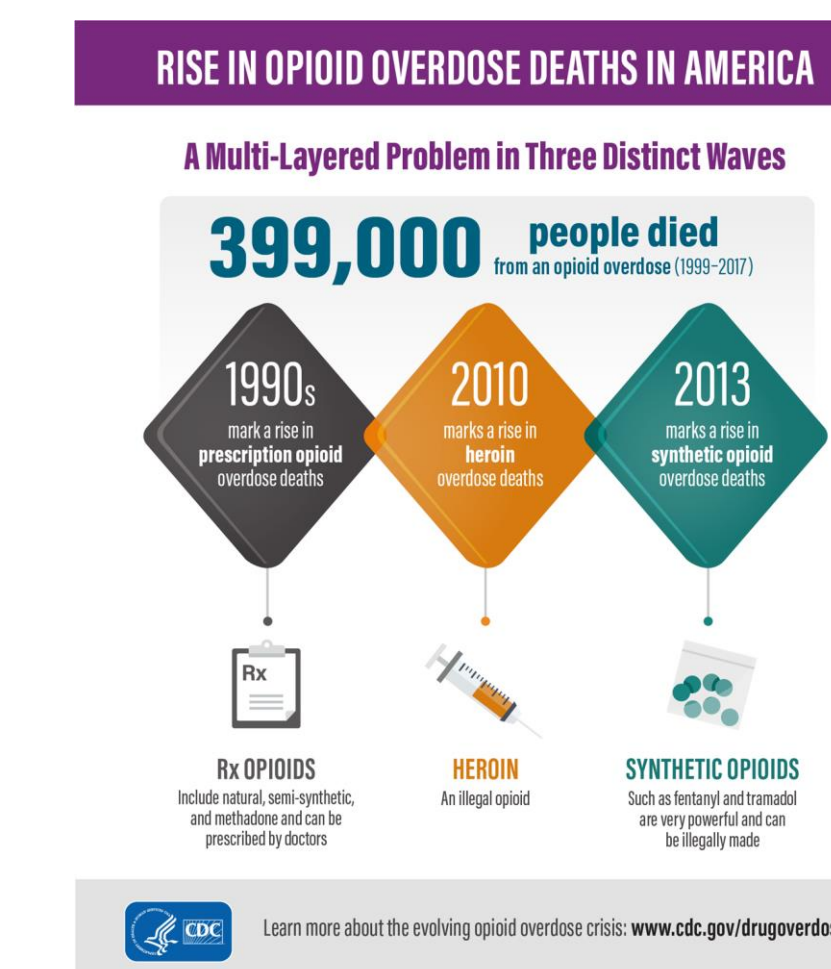 RISE IN OPIOID OVERDOSE DEATHS IN AMERICA
A Multi-Layered Problem in Three Distinct Waves
399,000 people died
from an opioid overdose (1999-2017)
1990s
mark a rise in
prescription opioid
overdose deaths
2010
marks a rise in
heroin
overdose deaths
2013
marks a rise in
synthetic opioid
overdose deaths
Rx
Rx OPIOIDS
Include natural, semi-synthetic,
and methadone and can be
prescribed by doctors
HEROIN
An illegal opioid
SYNTHETIC OPIOIDS
Such as fentanyl and tramadol
are very powerful and can
be illegally made
CDC
Learn more about the evolving opioid overdose crisis: www.cdc.gov/drugoverdos